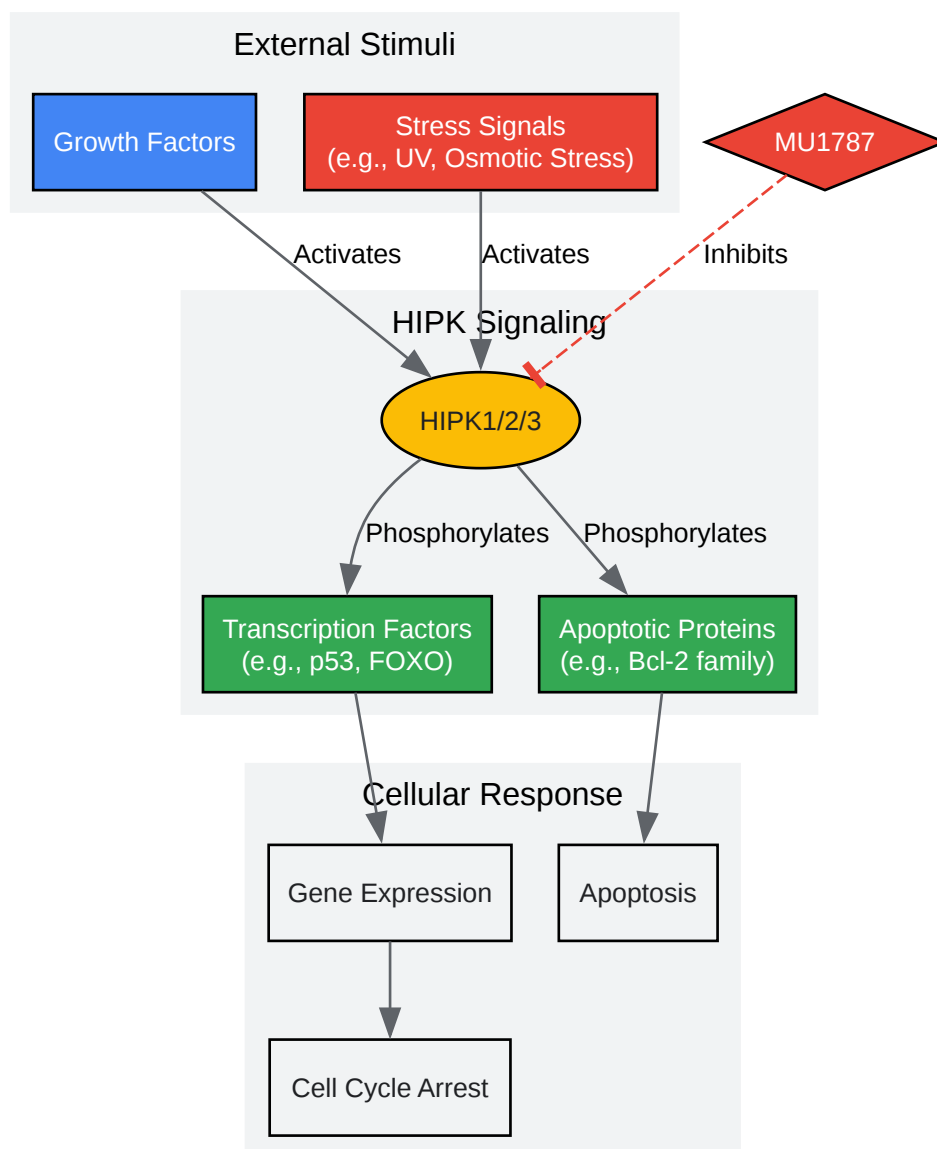 External Stimuli
Growth Factors
Stress Signals
(e.g., UV, Osmotic Stress)
MU1787
Activates
Activates
Inhibits
HIPK Signaling
HIPK1/2/3
Phosphorylates
Phosphorylates
Transcription Factors
(e.g., p53, FOXO)
Apoptotic Proteins
(e.g., Bcl-2 family)
Cellular Response
Gene Expression
Apoptosis
Cell Cycle Arrest